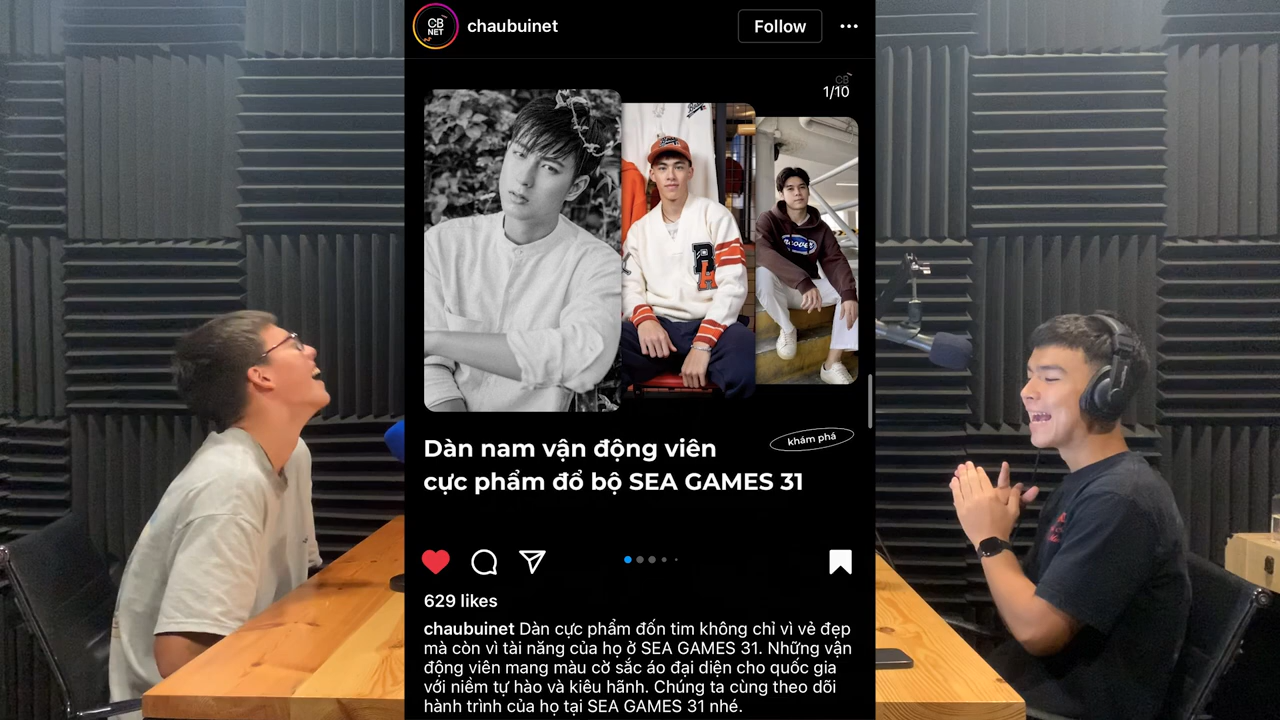 CB
NET
chaubuinet
Follow
CB
1/10
Dàn nam vận động viên
cực phẩm đổ bộ SEA GAMES 31
khám phá
629 likes
chaubuinet Dàn cực phẩm đốn tim không chỉ vì vẻ đẹp
mà còn vì tài năng của họ ở SEA GAMES 31. Những vận
động viên mang màu cờ sắc áo đại diện cho quốc gia
với niềm tự hào và kiêu hãnh. Chúng ta cùng theo dõi
hành trình của họ tại SEA GAMES 31 nhé.